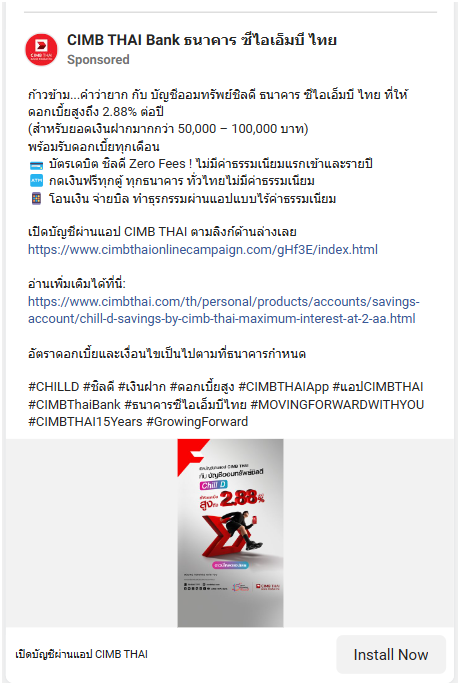 CIMB THAI Bank ธนาคาร ซีไอเอ็มบี ไทย
Sponsored
ก้าวข้าม...คำว่ายาก กับ บัญชีออมทรัพย์ชิลดี ธนาคาร ซีไอเอ็มบี ไทย ที่ให้
ดอกเบี้ยสูงถึง 2.88% ต่อปี
(สำหรับยอดเงินฝากมากกว่า 50,000 – 100,000 บาท)
พร้อมรับดอกเบี้ยทุกเดือน
บัตรเดบิต ชิลดี Zero Fees ! ไม่มีค่าธรรมเนียมแรกเข้าและรายปี
ATM กดเงินฟรีทุกตู้ ทุกธนาคาร ทั่วไทยไม่มีค่าธรรมเนียม
โอนเงิน จ่ายบิล ทำธุรกรรมผ่านแอปแบบไร้ค่าธรรมเนียม
เปิดบัญชีผ่านแอป CIMB THAI ตามลิงก์ด้านล่างเลย
https://www.cimbthaionlinecampaign.com/gHf3E/index.html
อ่านเพิ่มเติมได้ที่นี่:
https://www.cimbthai.com/th/personal/products/accounts/savings-
account/chill-d-savings-by-cimb-thai-maximum-interest-at-2-aa.html
อัตราดอกเบี้ยและเงื่อนไขเป็นไปตามที่ธนาคารกำหนด
#CHILLD #ชิลดี #เงินฝาก #ดอกเบี้ยสูง #CIMBTHAIApp #แอปCIMBTHAI
#CIMBThaiBank #ธนาคารซีไอเอ็มบีไทย #MOVINGFORWARDWITHYOU
#CIMBTHAI15Years #GrowingForward
เปิดบัญชีผ่านแอป CIMB THAI
กับ บัญชีออมทรัพย์ชิลดี
Chill D
สูงถึง 2.88%
CIMB THAI
เปิดบัญชีผ่านแอป CIMB THAI
Install Now